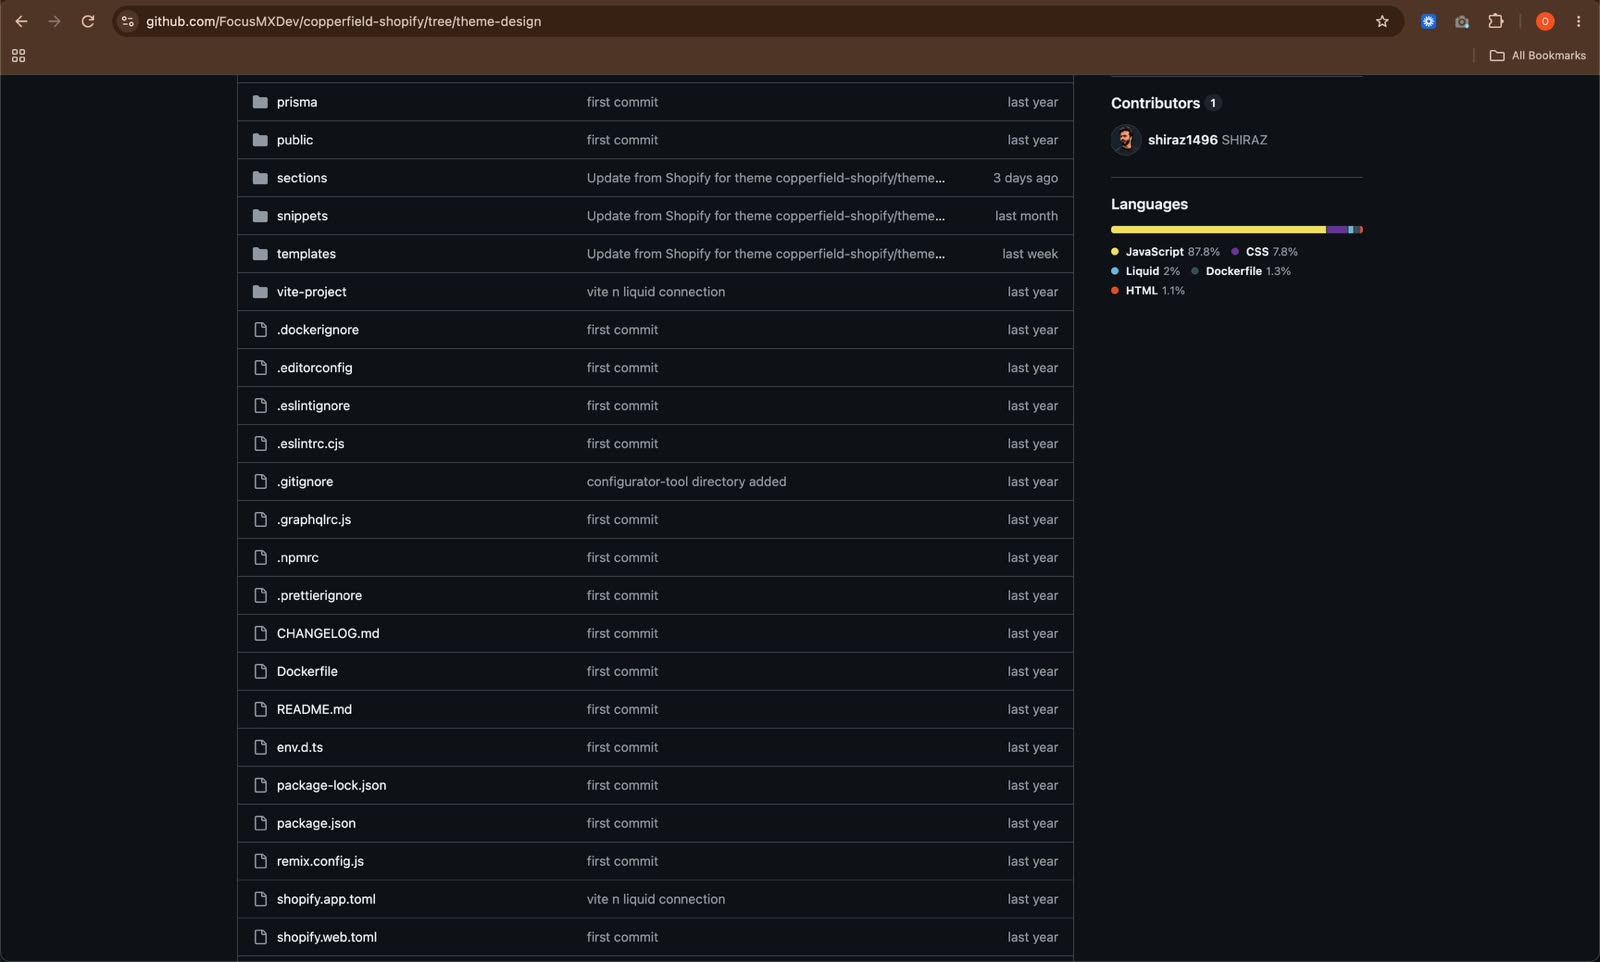 github.com/FocusMXDev/copperfield-shopify/tree/theme-design
O
All Bookmarks
prisma first commit last year
public first commit last year
sections Update from Shopify for theme copperfield-shopify/theme... 3 days ago
snippets Update from Shopify for theme copperfield-shopify/theme... last month
templates Update from Shopify for theme copperfield-shopify/theme... last week
vite-project vite n liquid connection last year
.dockerignore first commit last year
.editorconfig first commit last year
.eslintignore first commit last year
.eslintrc.cjs first commit last year
.gitignore configurator-tool directory added last year
.graphqlrc.js first commit last year
.npmrc first commit last year
.prettierignore first commit last year
CHANGELOG.md first commit last year
Dockerfile first commit last year
README.md first commit last year
env.d.ts first commit last year
package-lock.json first commit last year
package.json first commit last year
remix.config.js first commit last year
shopify.app.toml vite n liquid connection last year
shopify.web.toml first commit last year
Contributors 1
shiraz1496 SHIRAZ
Languages
JavaScript 87.8% CSS 7.8%
Liquid 2% Dockerfile 1.3%
HTML 1.1%